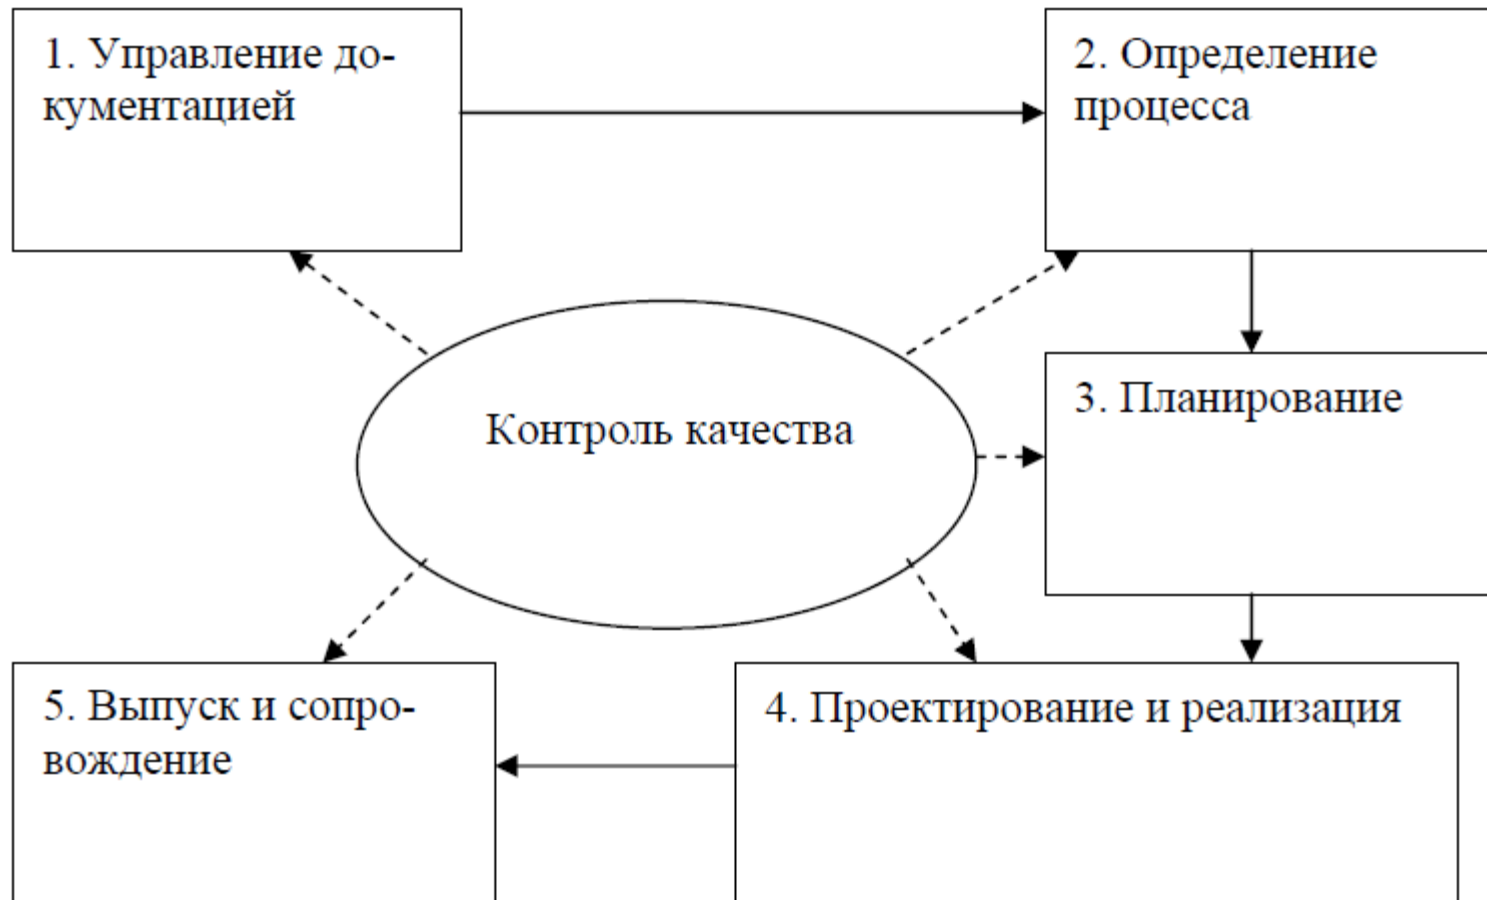 1. Управление до-
кументацией
2. Определение
процесса
3. Планирование
Контроль качества
4. Проектирование и реализация
5. Выпуск и сопро-
вождение